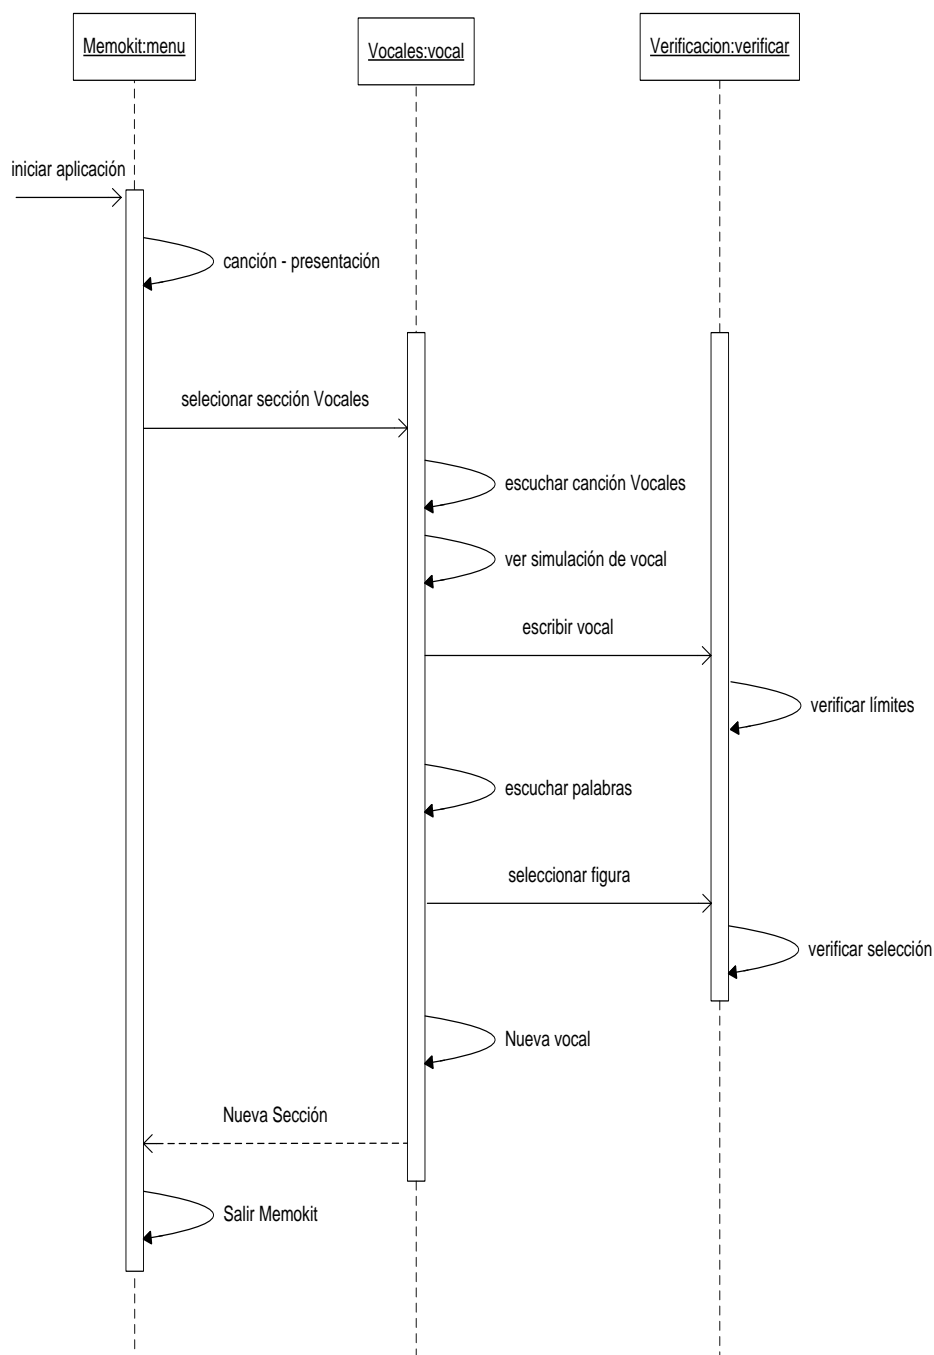 Memokit:menu
Vocales:vocal
Verificacion:verificar
iniciar aplicación
canción - presentación
selecionar sección Vocales
escuchar canción Vocales
ver simulación de vocal
escribir vocal
verificar límites
escuchar palabras
seleccionar figura
verificar selección
Nueva vocal
Nueva Sección
Salir Memokit